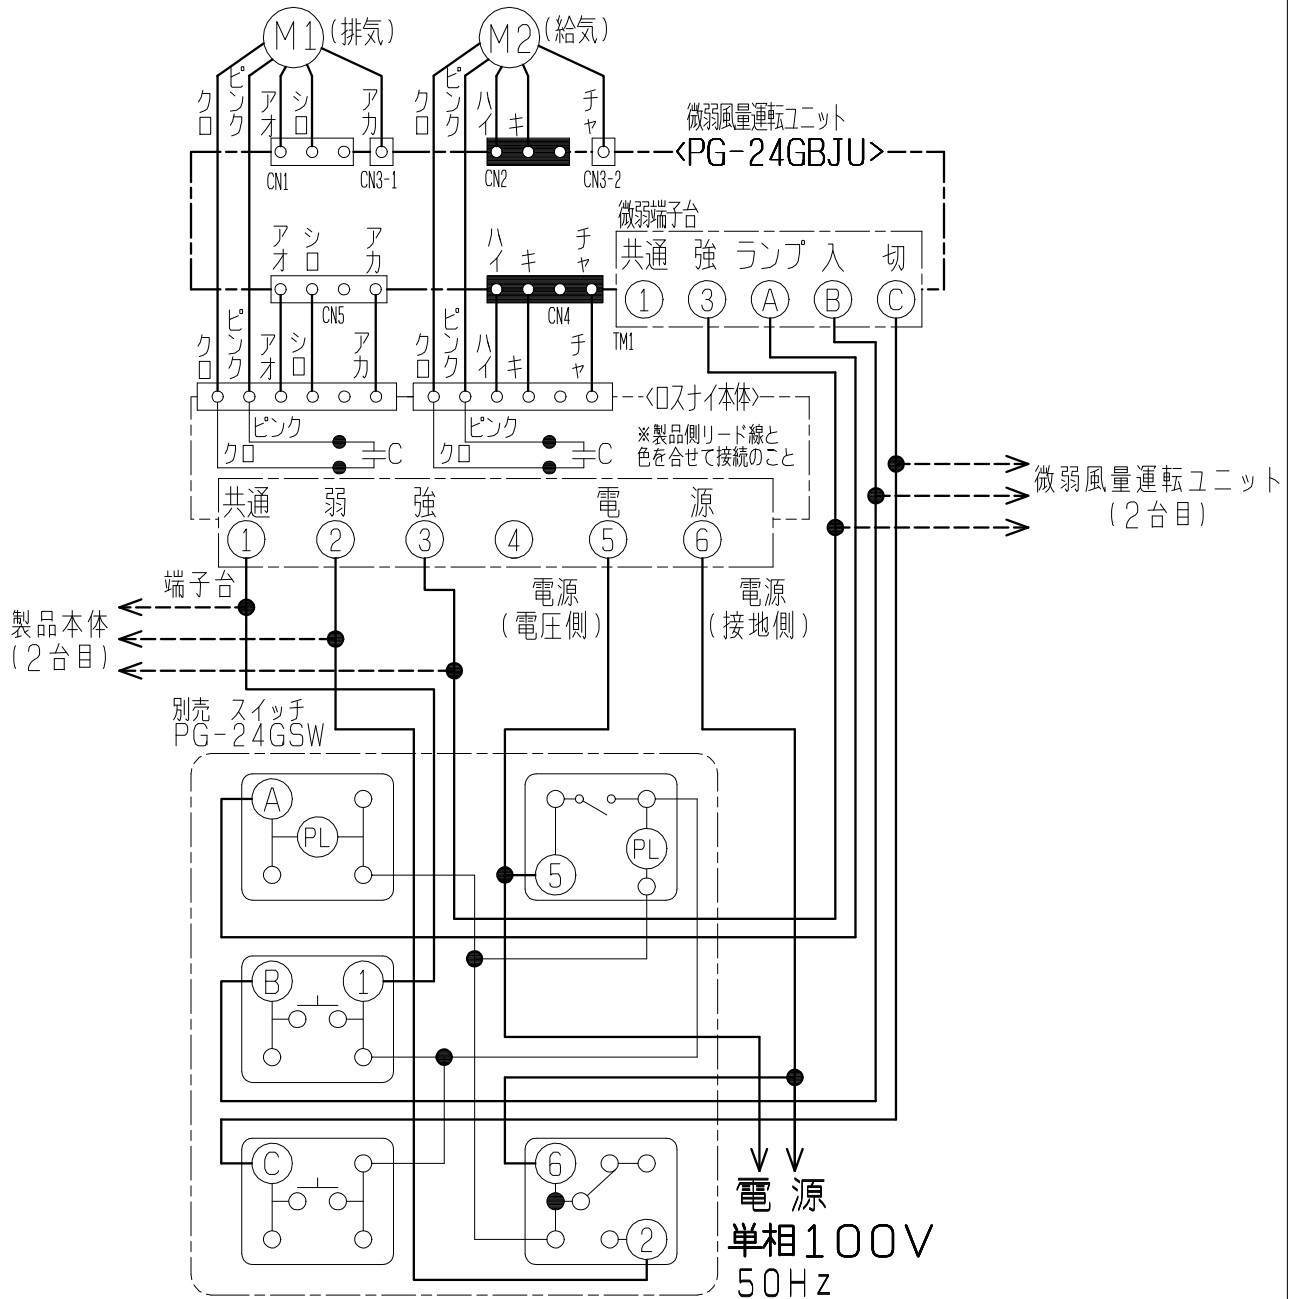 M1 (排気)
M2 (給気)
クロ
ピンク
アオ
シロ
アカ
クロ
ピンク
ハイ
キ
チャ
微弱風量運転ユニット
<PG-24GBJU>
CN1
CN3-1
CN2
CN3-2
微弱端子台
アオ
シロ
アカ
ハイ
キ
チャ
共通 強 ランプ 入 切
1 3 A B C
CN5
CN4
TM1
クロ
ピンク
アオ
シロ
アカ
クロ
ピンク
ハイ
キ
チャ
<ロスナイ本体>
ピンク
クロ
C
ピンク
クロ
C
※製品側リード線と
色を合せて接続のこと
微弱風量運転ユニット
(2台目)
共通 弱 強 電 源
1 2 3 4 5 6
端子台
電源
(電圧側)
電源
(接地側)
製品本体
(2台目)
別売 スイッチ
PG-24GSW
A
PL
5
PL
B
1
C
6
2
電 源
単相100V
50Hz